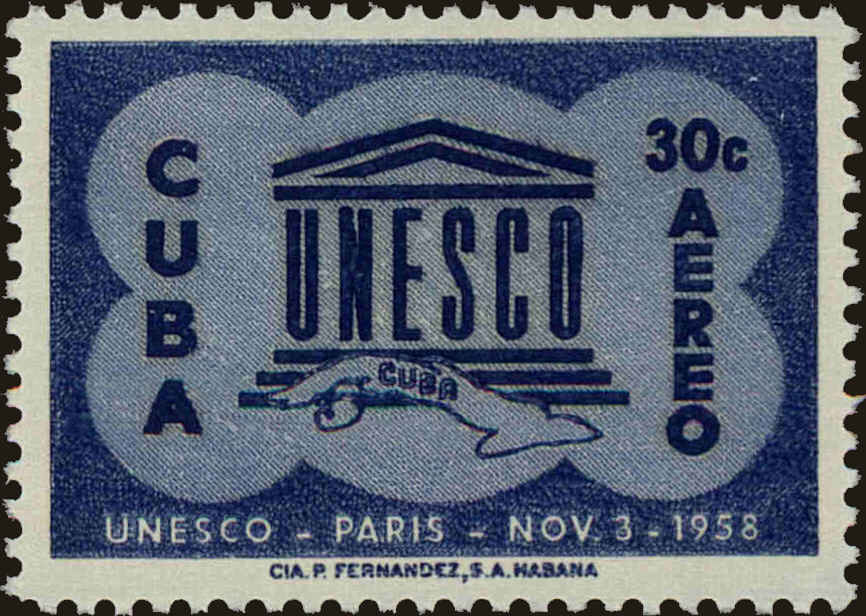 CUBA
30c
AEREO
UNESCO
CUBA
UNESCO - PARIS - NOV. 3 - 1958
CIA. P. FERNANDEZ, S.A. HABANA